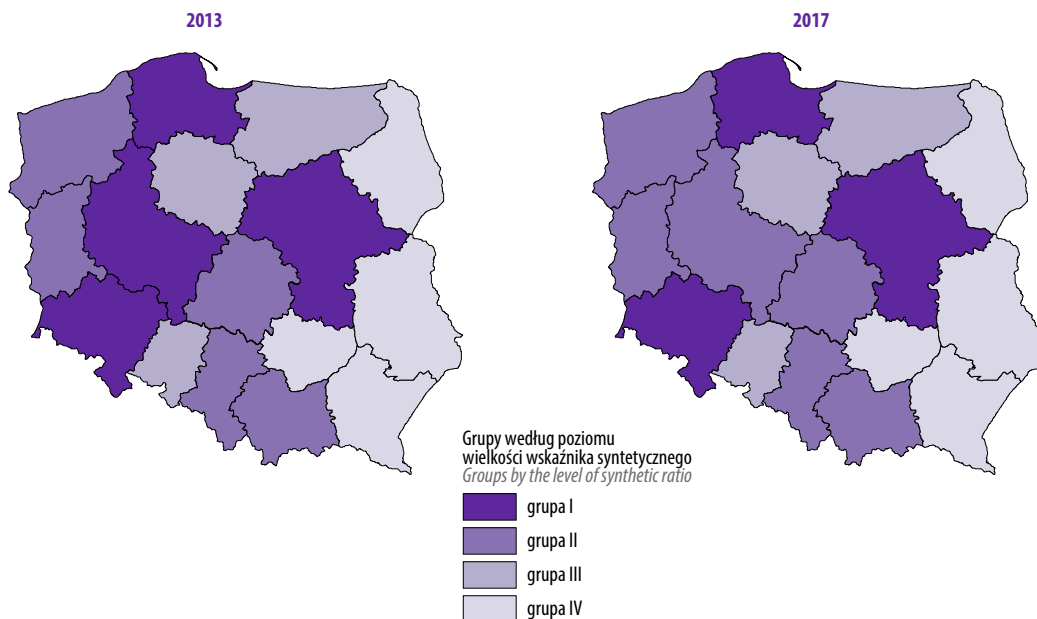 2013
2017
Grupy według poziomu
wielkości wskaźnika syntetycznego
Groups by the level of synthetic ratio
grupa I
grupa II
grupa III
grupa IV